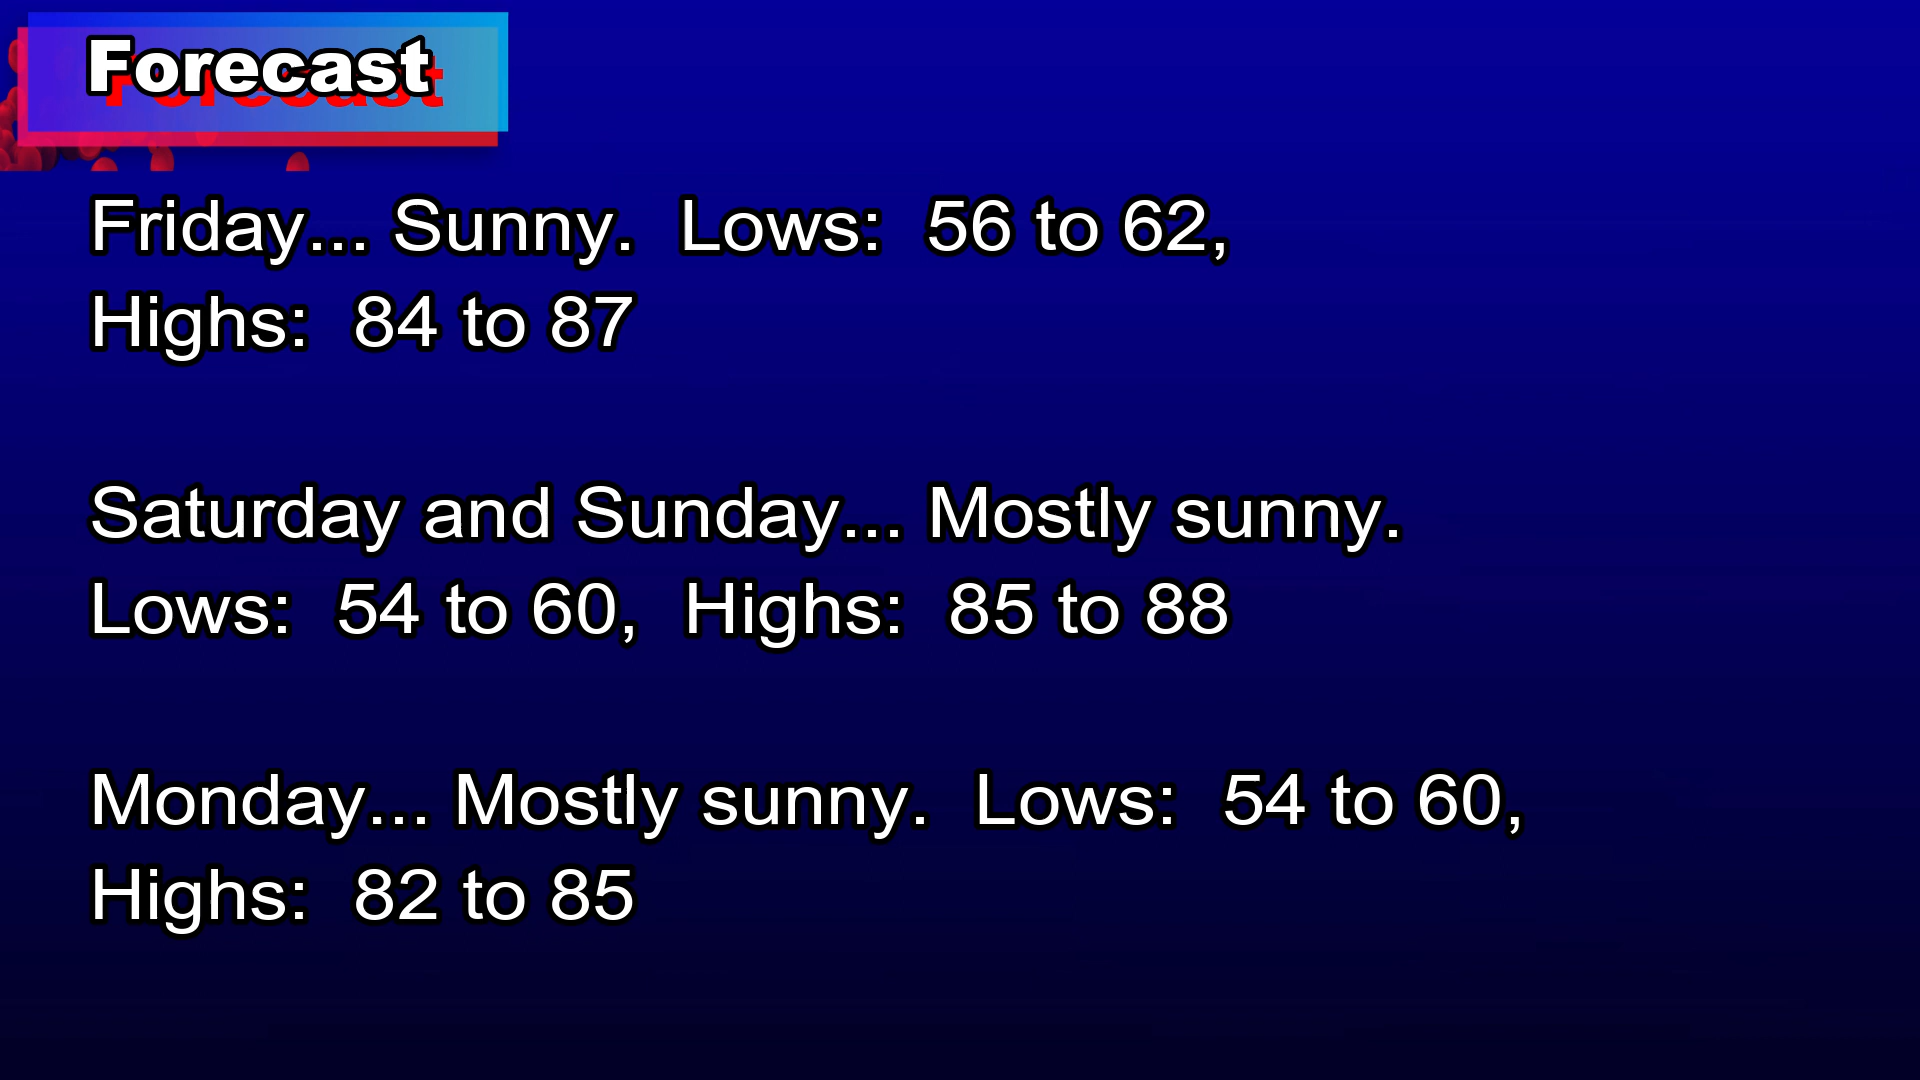 Forecast
Friday... Sunny.  Lows:  56 to 62,
Highs:  84 to 87
Saturday and Sunday... Mostly sunny.
Lows:  54 to 60,  Highs:  85 to 88
Monday... Mostly sunny.  Lows:  54 to 60,
Highs:  82 to 85